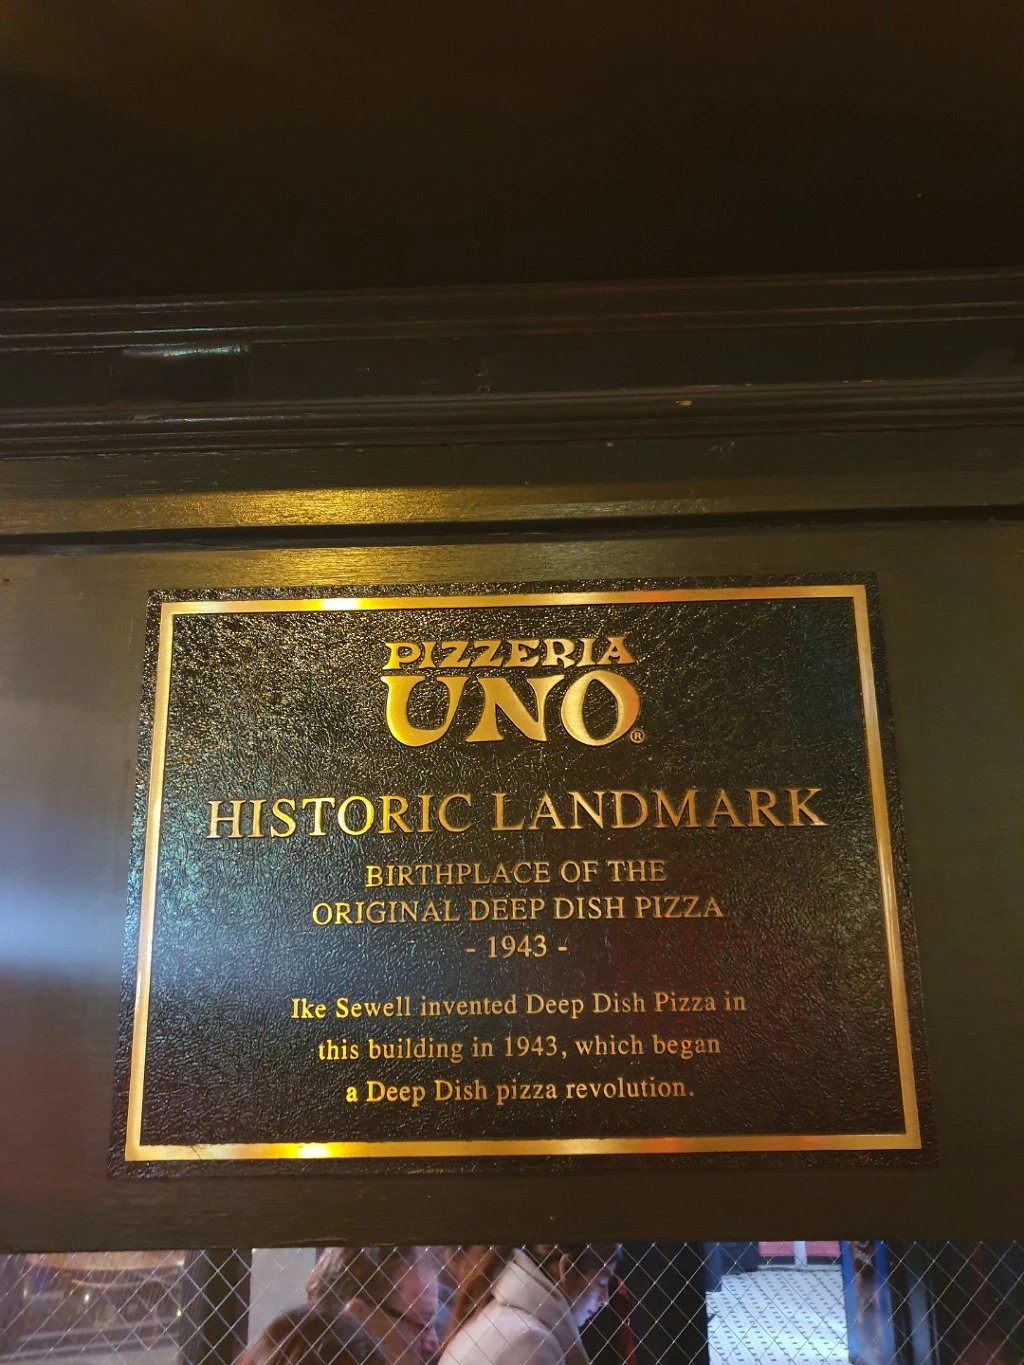 PIZZERIA
UNO®
HISTORIC LANDMARK
BIRTHPLACE OF THE
ORIGINAL DEEP DISH PIZZA
- 1943 -
Ike Sewell invented Deep Dish Pizza in
this building in 1943, which began
a Deep Dish pizza revolution.